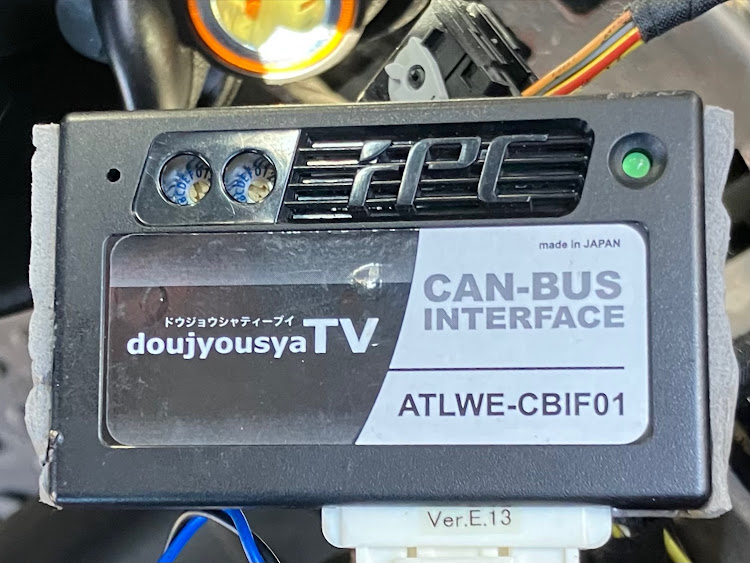 iPC
made in JAPAN
CAN-BUS
INTERFACE
ドウジョウシャティーブイ
doujyousyaTV
ATLWE-CBIF01
Ver.E.13